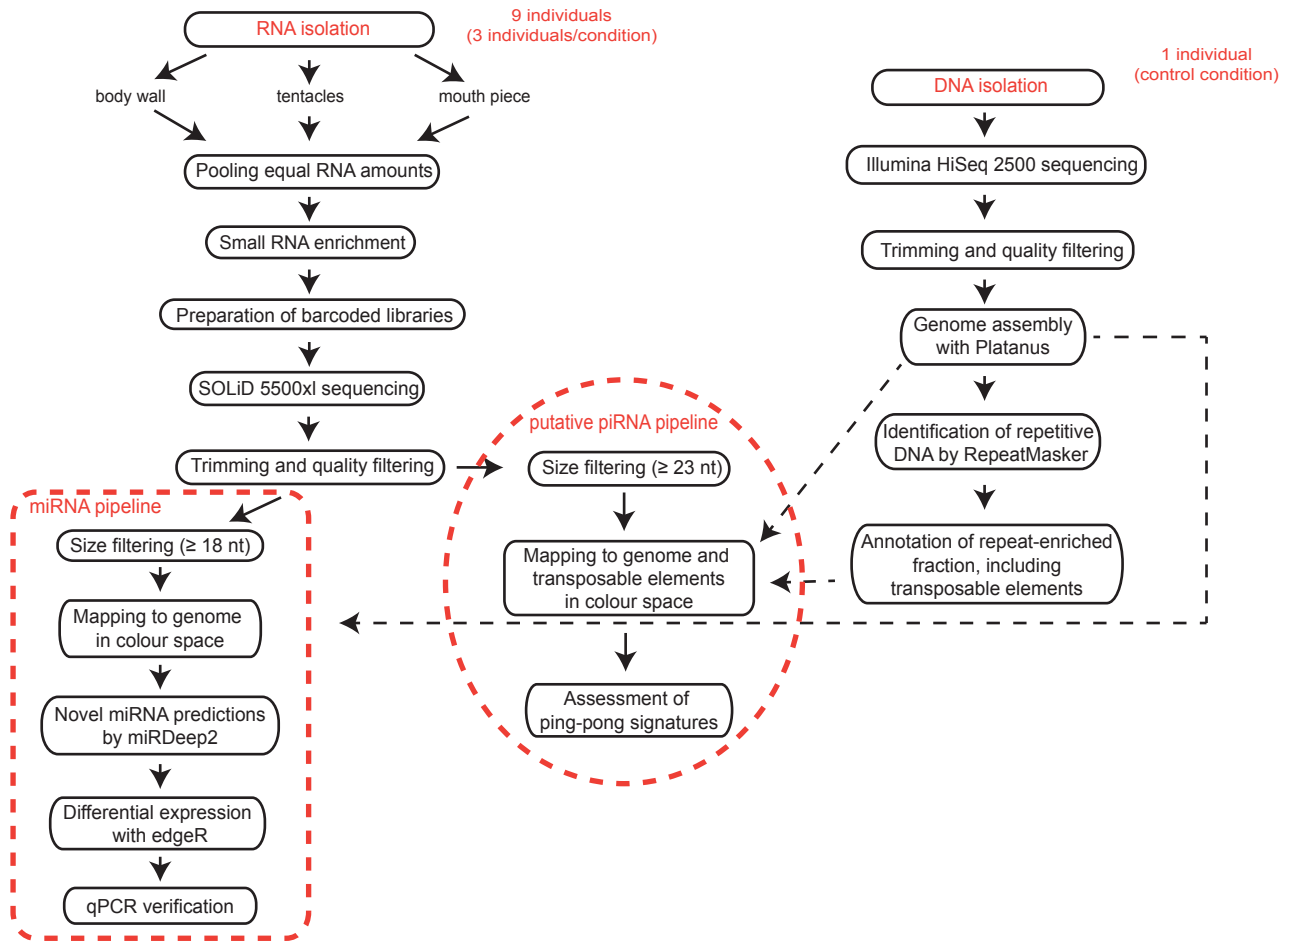 RNA isolation
9 individuals
(3 individuals/condition)
body wall
tentacles
mouth piece
Pooling equal RNA amounts
Small RNA enrichment
Preparation of barcoded libraries
SOLiD 5500xl sequencing
Trimming and quality filtering
miRNA pipeline
Size filtering (≥ 18 nt)
Mapping to genome
in colour space
Novel miRNA predictions
by miRDeep2
Differential expression
with edgeR
qPCR verification
putative piRNA pipeline
Size filtering (≥ 23 nt)
Mapping to genome and
transposable elements
in colour space
Assessment of
ping-pong signatures
1 individual
(control condition)
DNA isolation
Illumina HiSeq 2500 sequencing
Trimming and quality filtering
Genome assembly
with Platanus
Identification of repetitive
DNA by RepeatMasker
Annotation of repeat-enriched
fraction, including
transposable elements